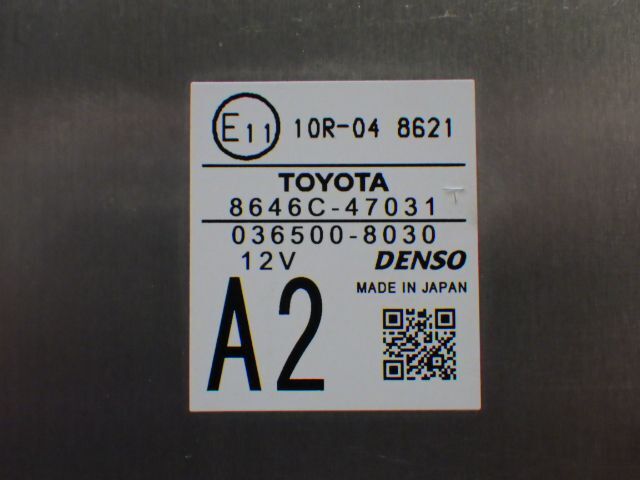 E11 10R-04 8621
TOYOTA
8646C-47031
T
036500-8030
12V DENSO
MADE IN JAPAN
A2